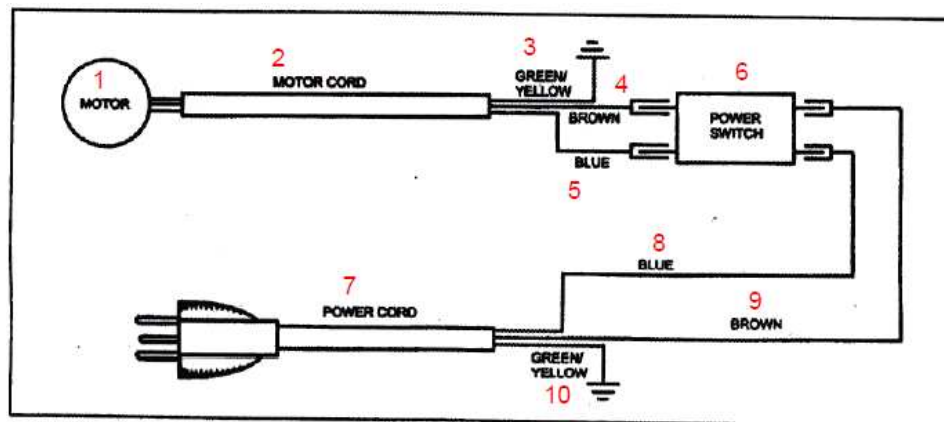 3
2
GREEN/
YELLOW
4
6
1
MOTOR CORD
MOTOR
BROWN
POWER
SWITCH
BLUE
5
8
BLUE
7
9
POWER CORD
BROWN
GREEN/
YELLOW
10